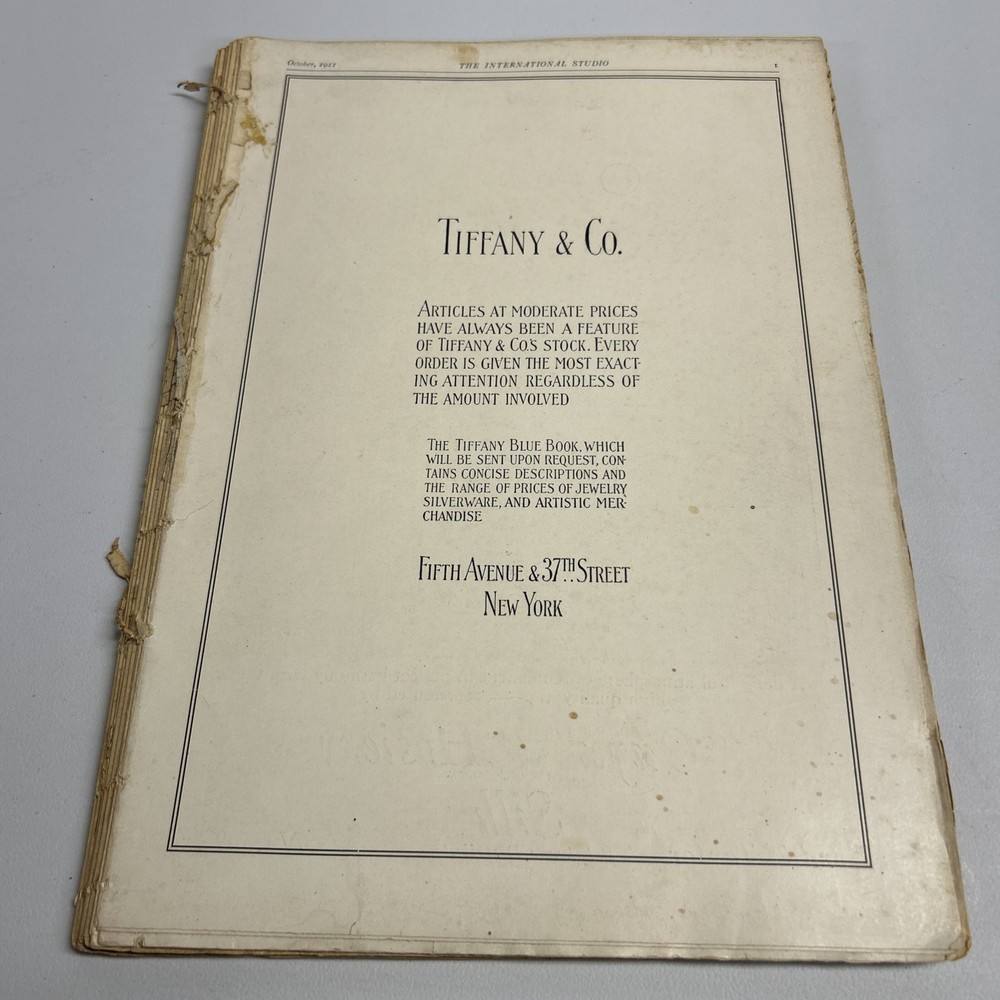 October, 1911 THE INTERNATIONAL STUDIO 1
TIFFANY & CO.
ARTICLES AT MODERATE PRICES
HAVE ALWAYS BEEN A FEATURE
OF TIFFANY & CO.'S STOCK. EVERY
ORDER IS GIVEN THE MOST EXACT-
ING ATTENTION REGARDLESS OF
THE AMOUNT INVOLVED
THE TIFFANY BLUE BOOK, WHICH
WILL BE SENT UPON REQUEST, CON-
TAINS CONCISE DESCRIPTIONS AND
THE RANGE OF PRICES OF JEWELRY,
SILVERWARE, AND ARTISTIC MER-
CHANDISE
FIFTH AVENUE & 37TH STREET
NEW YORK